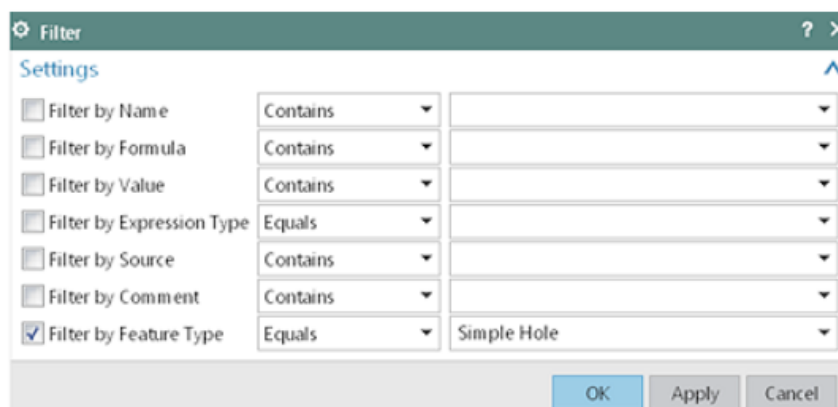 Filter ?
Settings
Filter by Name Contains
Filter by Formula Contains
Filter by Value Contains
Filter by Expression Type Equals
Filter by Source Contains
Filter by Comment Contains
Filter by Feature Type Equals Simple Hole
OK Apply Cancel